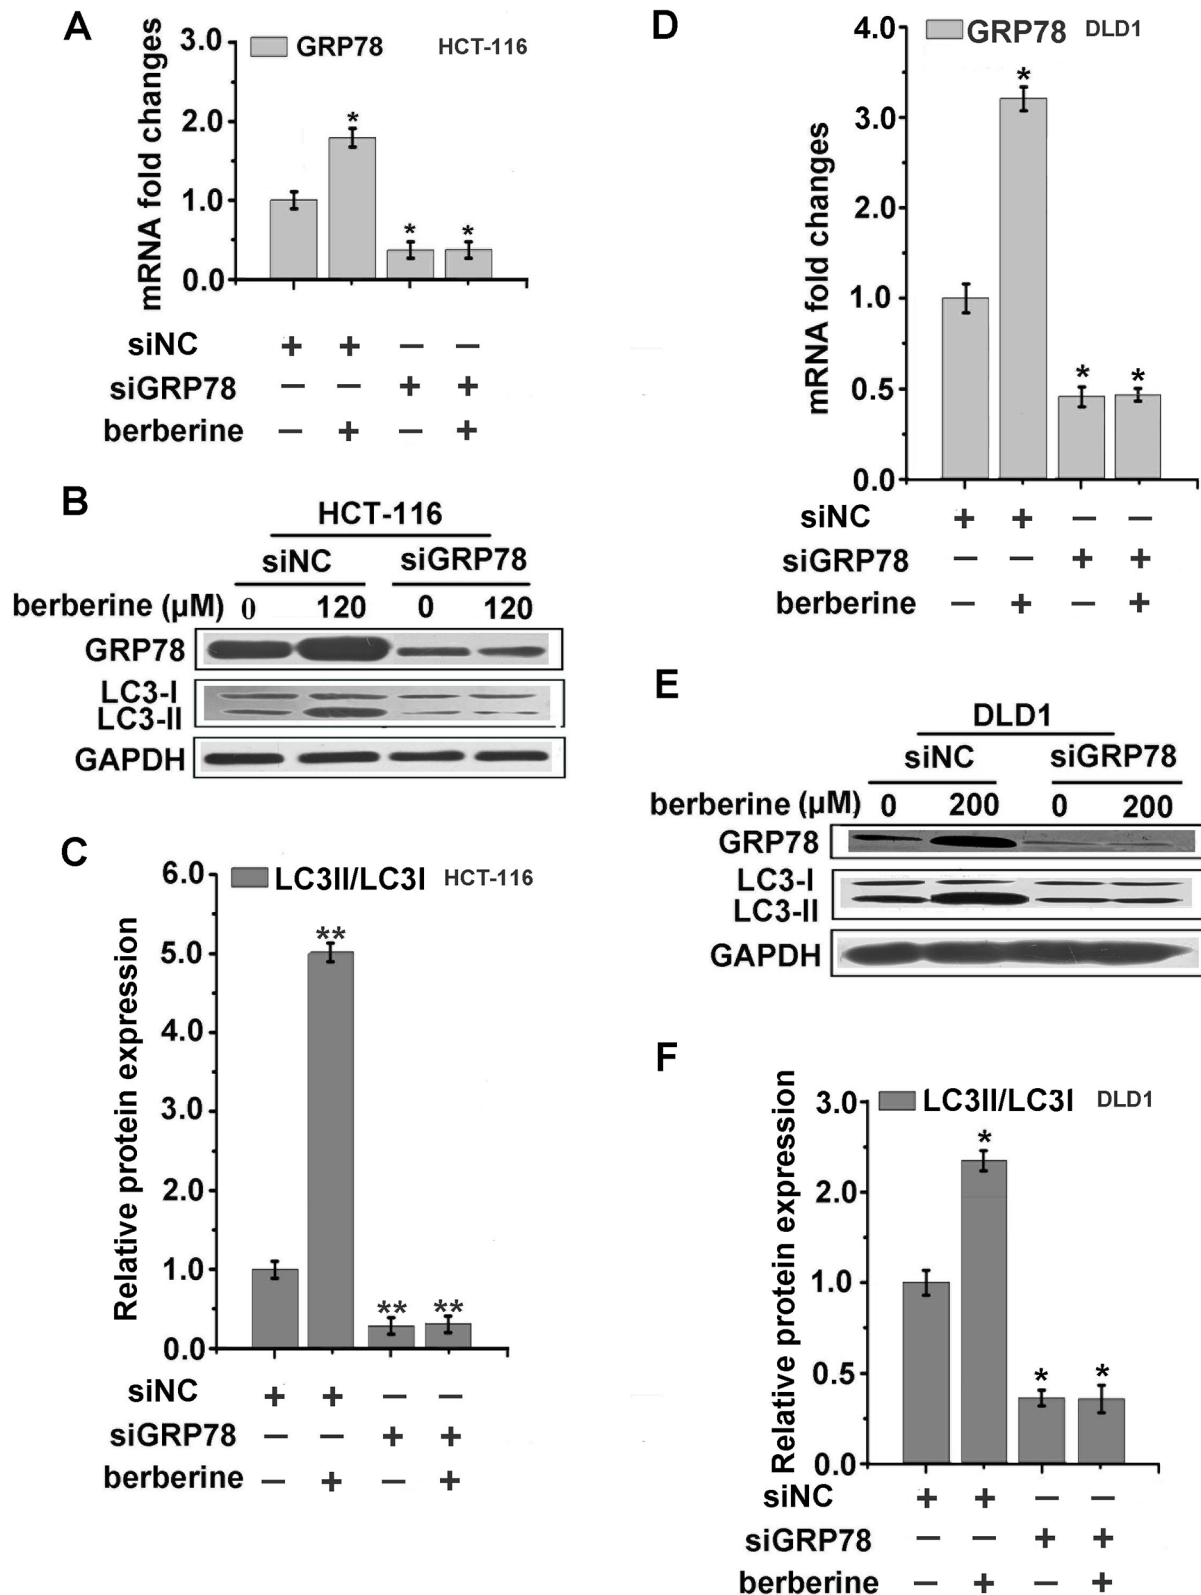 A
3.0
2.0
1.0
0.0
mRNA fold changes
GRP78 HCT-116
*
* *
siNC + + – –
siGRP78 – – + +
berberine – + – +
B
HCT-116
siNC siGRP78
berberine (µM) 0 120 0 120
GRP78
LC3-I
LC3-II
GAPDH
C
6.0
5.0
4.0
3.0
2.0
1.0
0.0
Relative protein expression
LC3II/LC3I HCT-116
**
** **
siNC + + – –
siGRP78 – – + +
berberine – + – +
D
4.0
3.0
2.0
1.0
0.5
0.0
mRNA fold changes
GRP78 DLD1
*
* *
siNC + + – –
siGRP78 – – + +
berberine – + – +
E
DLD1
siNC siGRP78
berberine (µM) 0 200 0 200
GRP78
LC3-I
LC3-II
GAPDH
F
3.0
2.0
1.0
0.5
0.0
Relative protein expression
LC3II/LC3I DLD1
*
* *
siNC + + – –
siGRP78 – – + +
berberine – + – +